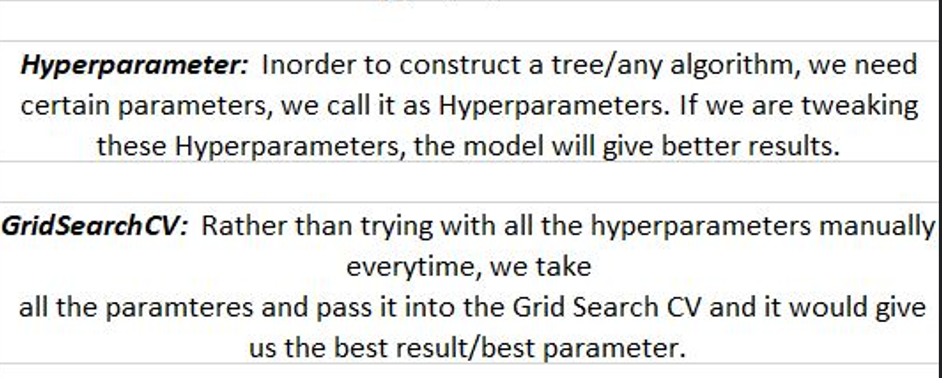 Hyperparameter: Inorder to construct a tree/any algorithm, we need
certain parameters, we call it as Hyperparameters. If we are tweaking
these Hyperparameters, the model will give better results.
GridSearchCV: Rather than trying with all the hyperparameters manually
everytime, we take
all the paramteres and pass it into the Grid Search CV and it would give
us the best result/best parameter.